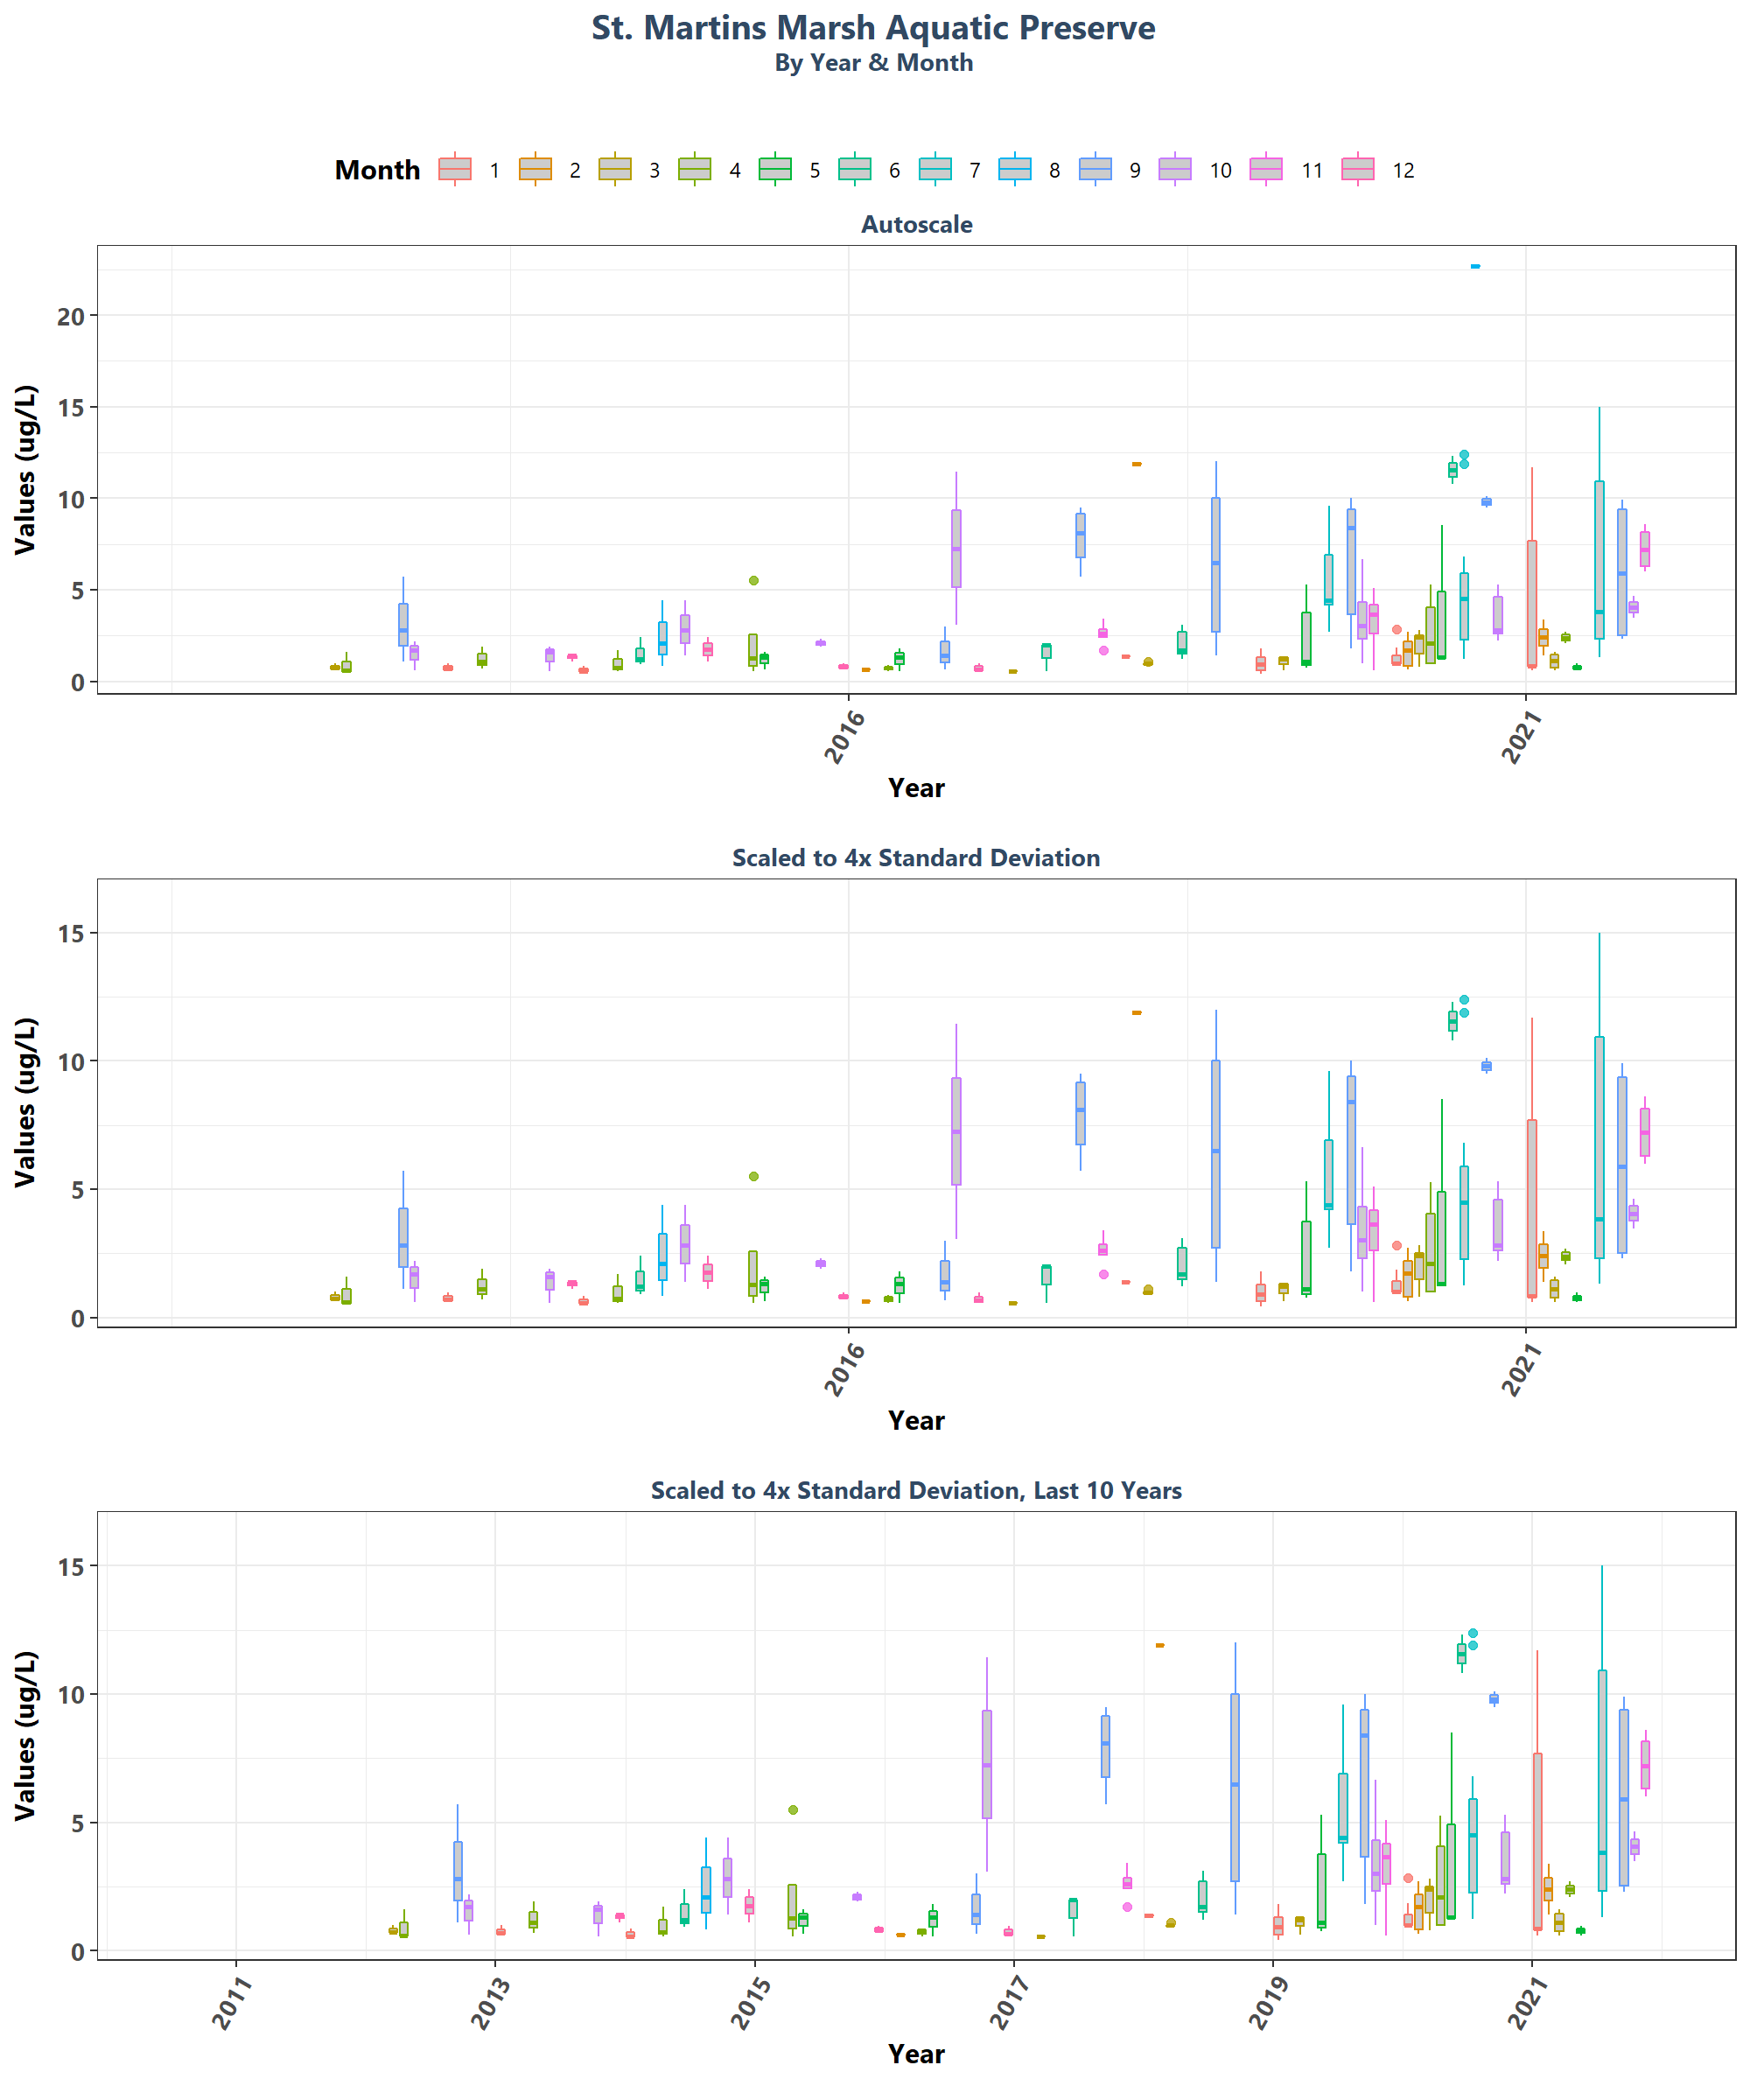 St. Martins Marsh Aquatic Preserve
By Year & Month
Month 1 2 3 4 5 6 7 8 9 10 11 12
Autoscale
Values (ug/L)
20
15
10
5
0
2016 2021
Year
Scaled to 4x Standard Deviation
Values (ug/L)
15
10
5
0
2016 2021
Year
Scaled to 4x Standard Deviation, Last 10 Years
Values (ug/L)
15
10
5
0
2011 2013 2015 2017 2019 2021
Year